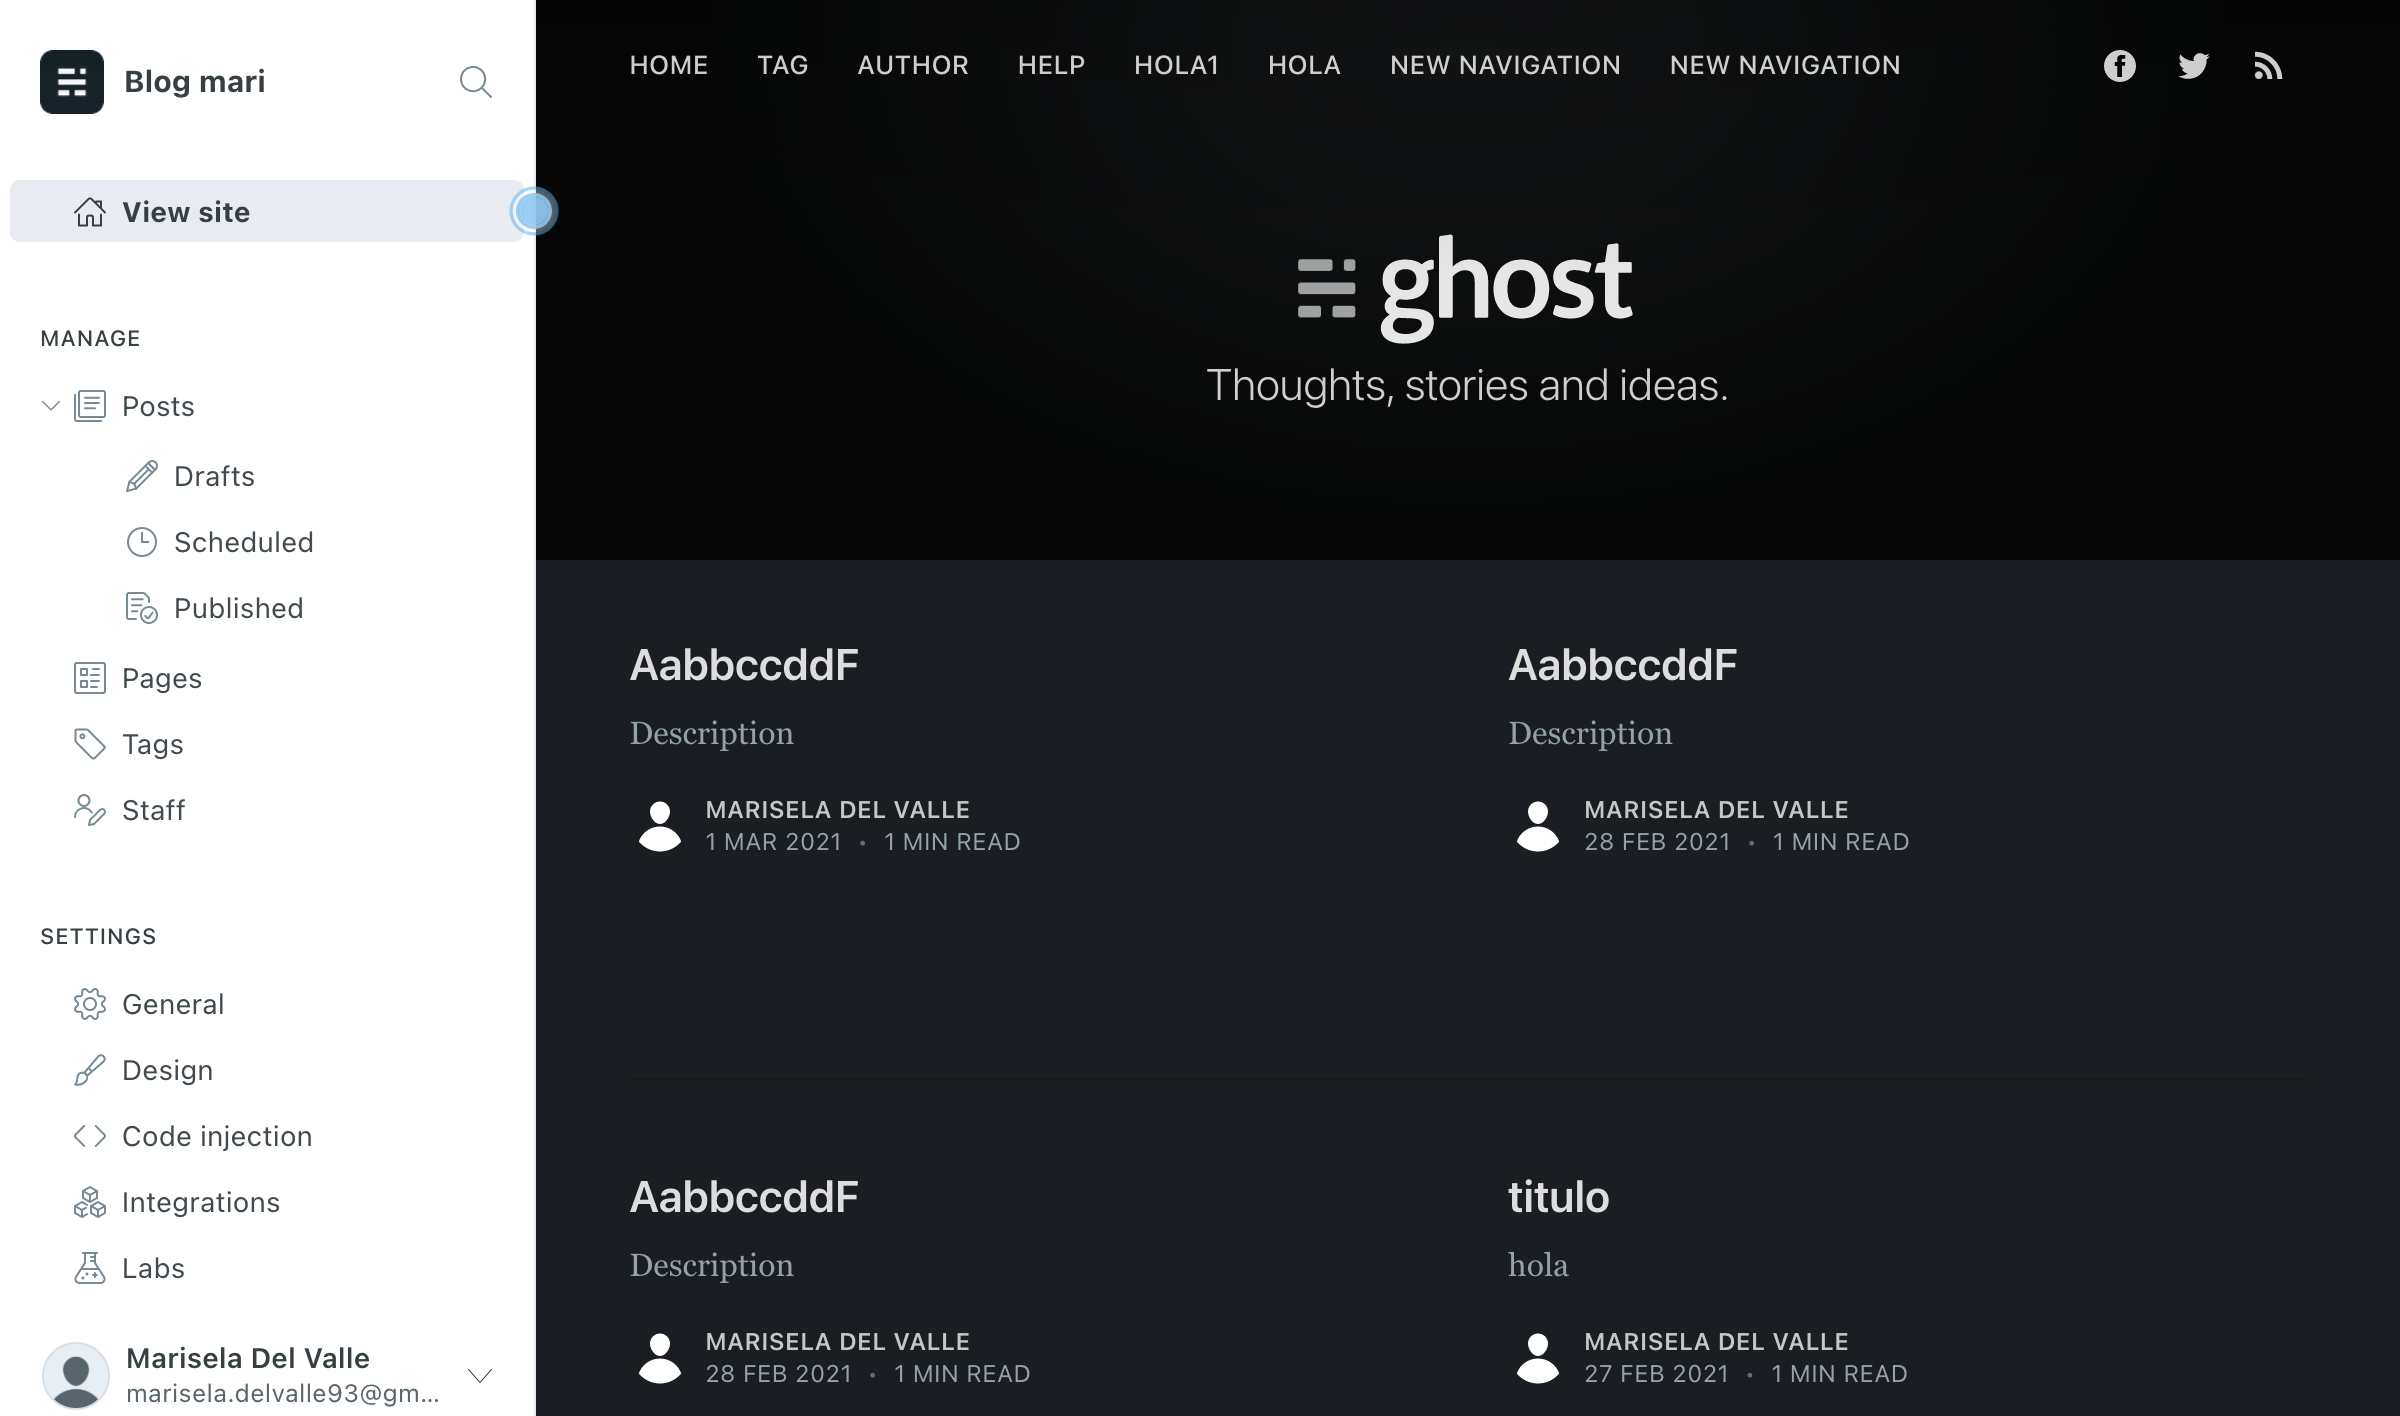 Blog mari
View site
MANAGE
Posts
Drafts
Scheduled
Published
Pages
Tags
Staff
SETTINGS
General
Design
Code injection
Integrations
Labs
Marisela Del Valle
marisela.delvalle93@gm...
HOME TAG AUTHOR HELP HOLA1 HOLA NEW NAVIGATION NEW NAVIGATION
ghost
Thoughts, stories and ideas.
AabbccddF
Description
MARISELA DEL VALLE
1 MAR 2021 • 1 MIN READ
AabbccddF
Description
MARISELA DEL VALLE
28 FEB 2021 • 1 MIN READ
AabbccddF
Description
MARISELA DEL VALLE
28 FEB 2021 • 1 MIN READ
titulo
hola
MARISELA DEL VALLE
27 FEB 2021 • 1 MIN READ